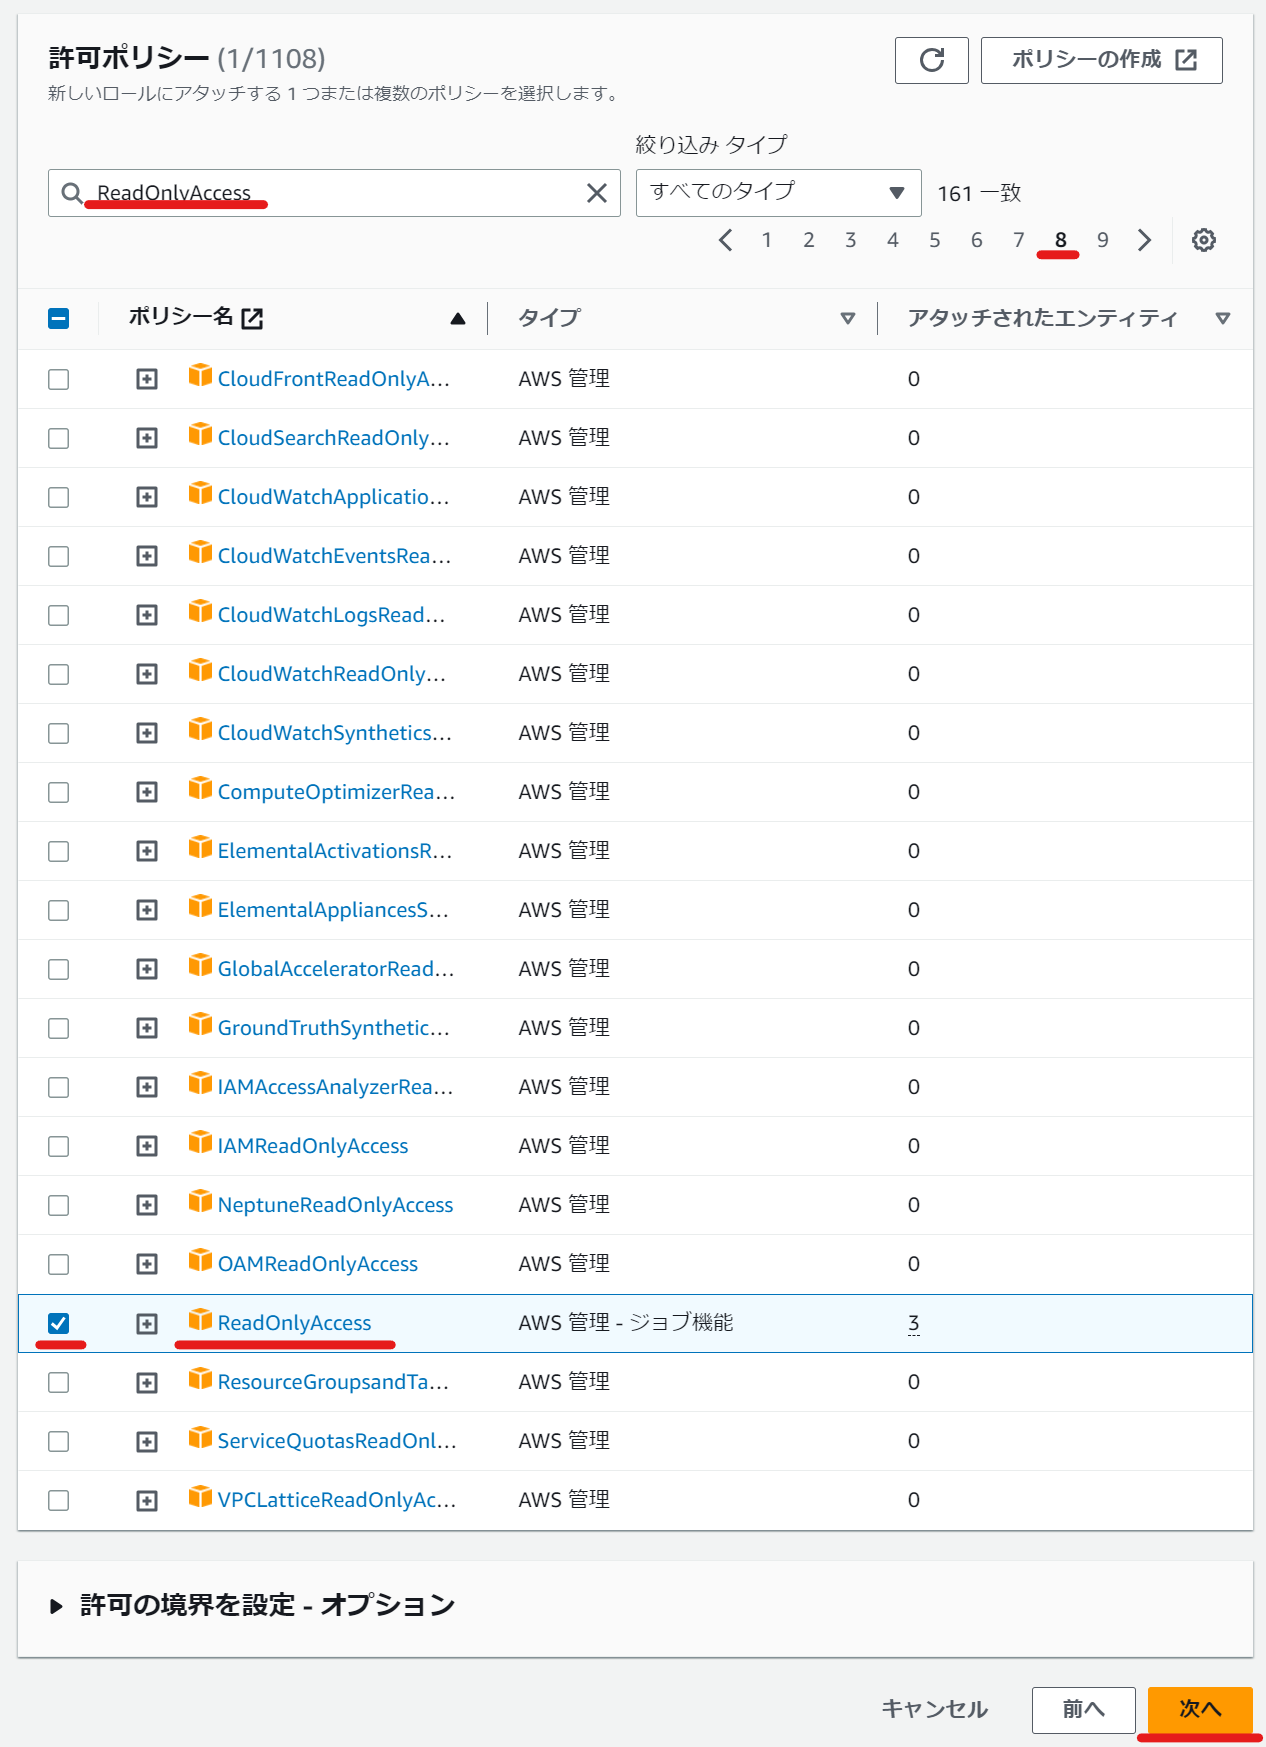 許可ポリシー (1/1108)
ポリシーの作成
新しいロールにアタッチする 1 つまたは複数のポリシーを選択します。
絞り込み タイプ
ReadOnlyAccess
すべてのタイプ
161 一致
1 2 3 4 5 6 7 8 9
ポリシー名 タイプ アタッチされたエンティティ
CloudFrontReadOnlyA... AWS 管理 0
CloudSearchReadOnly... AWS 管理 0
CloudWatchApplicatio... AWS 管理 0
CloudWatchEventsRea... AWS 管理 0
CloudWatchLogsRead... AWS 管理 0
CloudWatchReadOnly... AWS 管理 0
CloudWatchSynthetics... AWS 管理 0
ComputeOptimizerRea... AWS 管理 0
ElementalActivationsR... AWS 管理 0
ElementalAppliancesS... AWS 管理 0
GlobalAcceleratorRead... AWS 管理 0
GroundTruthSynthetic... AWS 管理 0
IAMAccessAnalyzerRea... AWS 管理 0
IAMReadOnlyAccess AWS 管理 0
NeptuneReadOnlyAccess AWS 管理 0
OAMReadOnlyAccess AWS 管理 0
ReadOnlyAccess AWS 管理 - ジョブ機能 3
ResourceGroupsandTa... AWS 管理 0
ServiceQuotasReadOnl... AWS 管理 0
VPCLatticeReadOnlyAc... AWS 管理 0
許可の境界を設定 - オプション
キャンセル 前へ 次へ